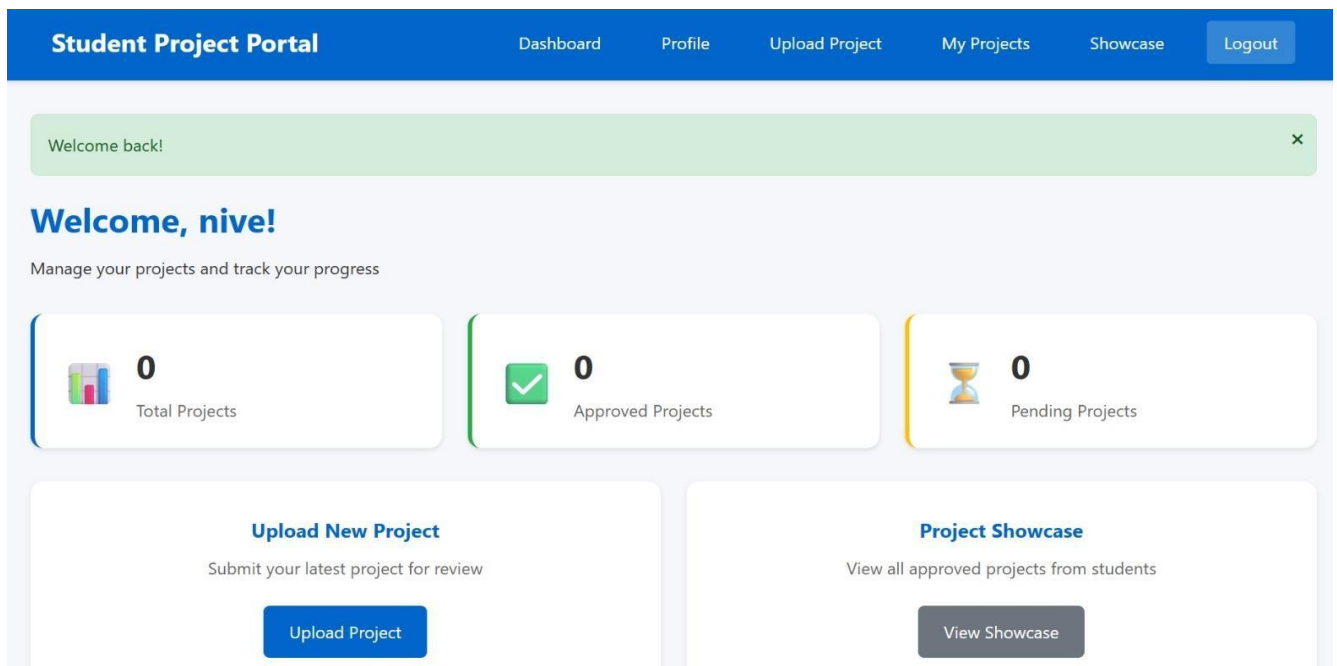 Student Project Portal Dashboard Profile Upload Project My Projects Showcase Logout
Welcome back! ×
Welcome, nive!
Manage your projects and track your progress
0 0 0
Total Projects Approved Projects Pending Projects
Upload New Project Project Showcase
Submit your latest project for review View all approved projects from students
Upload Project View Showcase